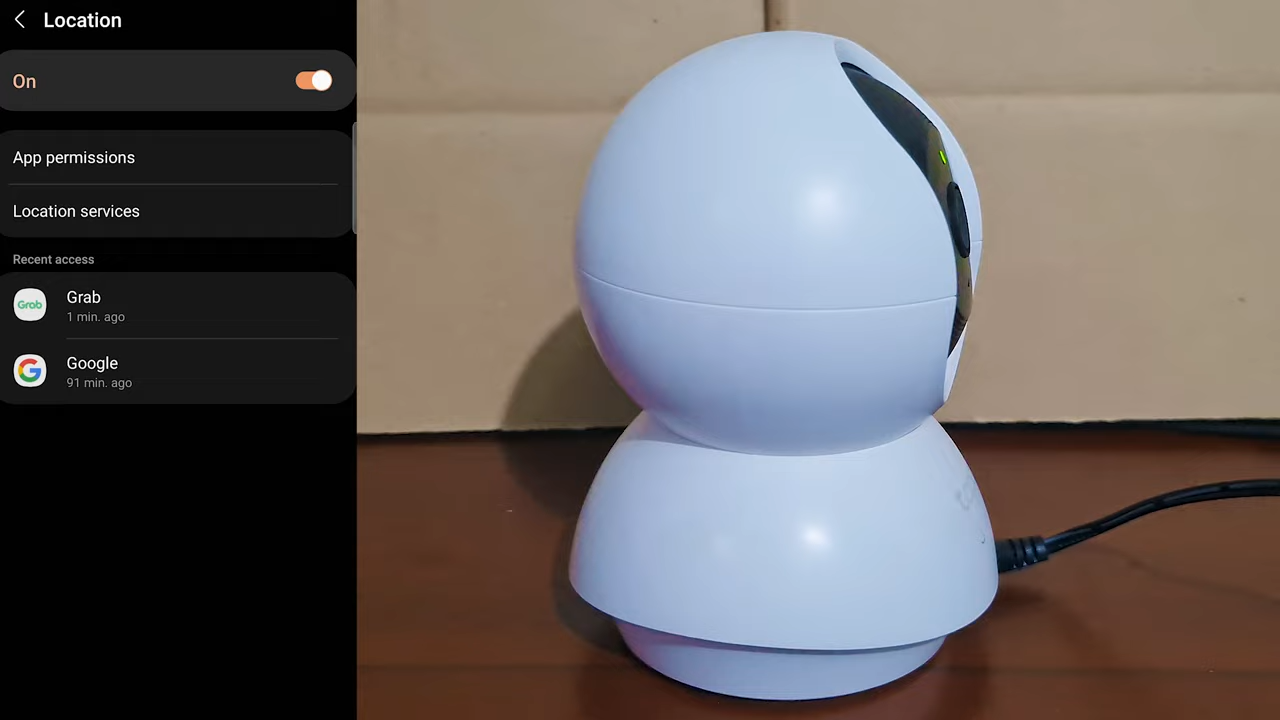 Location
On
App permissions
Location services
Recent access
Grab
Grab
1 min. ago
Google
91 min. ago